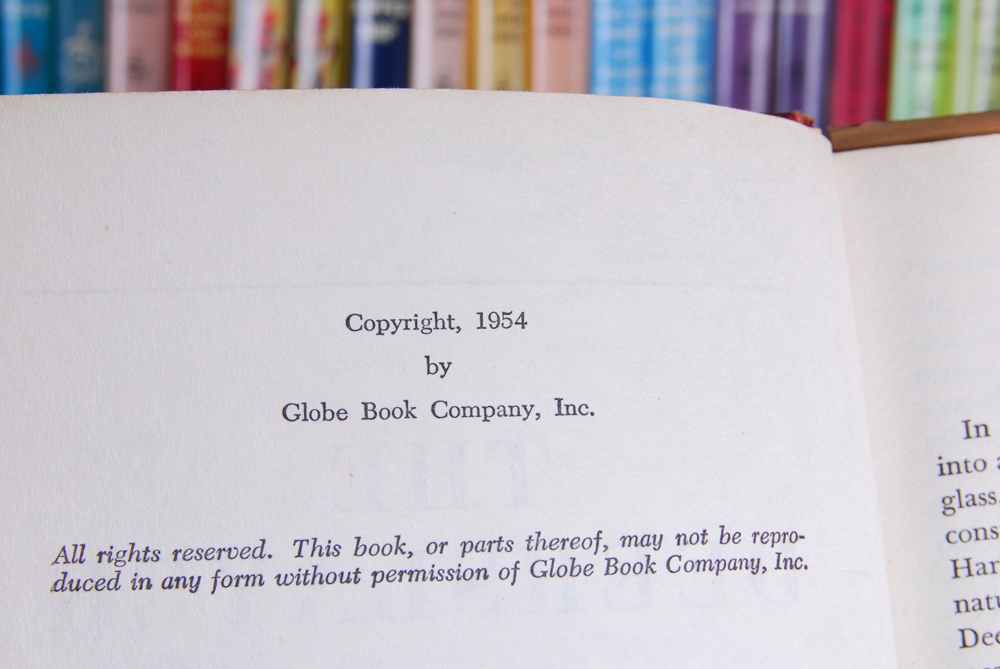 Copyright, 1954
by
Globe Book Company, Inc.
All rights reserved. This book, or parts thereof, may not be repro-
duced in any form without permission of Globe Book Company, Inc.
In
into a
glass
cons
Har
natu
Dee